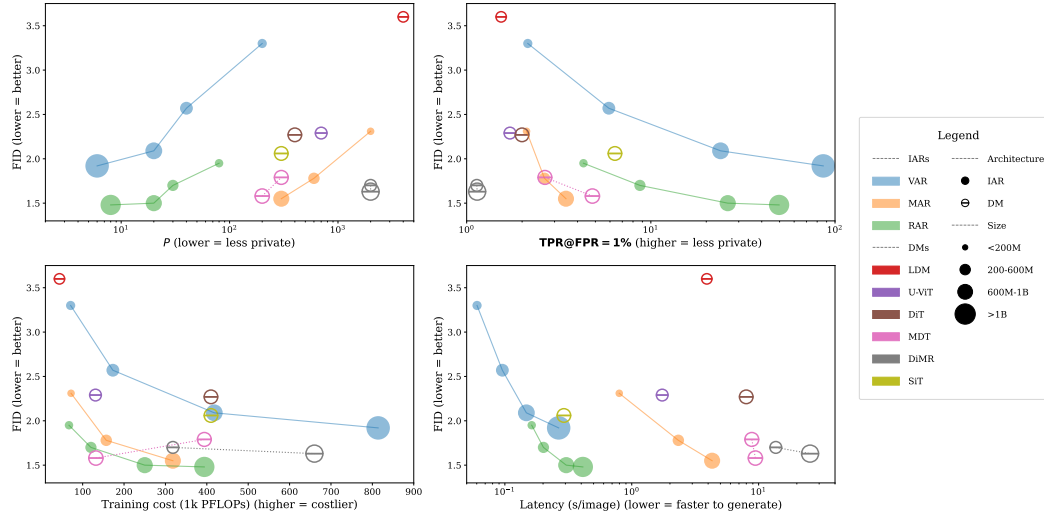 FID (lower = better)
3.5
3.0
2.5
2.0
1.5
10¹
10²
10³
P (lower = less private)
FID (lower = better)
3.5
3.0
2.5
2.0
1.5
10⁰
10¹
10²
TPR@FPR = 1% (higher = less private)
FID (lower = better)
3.5
3.0
2.5
2.0
1.5
100 200 300 400 500 600 700 800 900
Training cost (1k PFLOPs) (higher = costlier)
FID (lower = better)
3.5
3.0
2.5
2.0
1.5
10⁻¹
10⁰
10¹
Latency (s/image) (lower = faster to generate)
Legend
IARs
VAR
MAR
RAR
DMs
LDM
U-ViT
DiT
MDT
DiMR
SiT
Architecture
IAR
DM
Size
<200M
200-600M
600M-1B
>1B